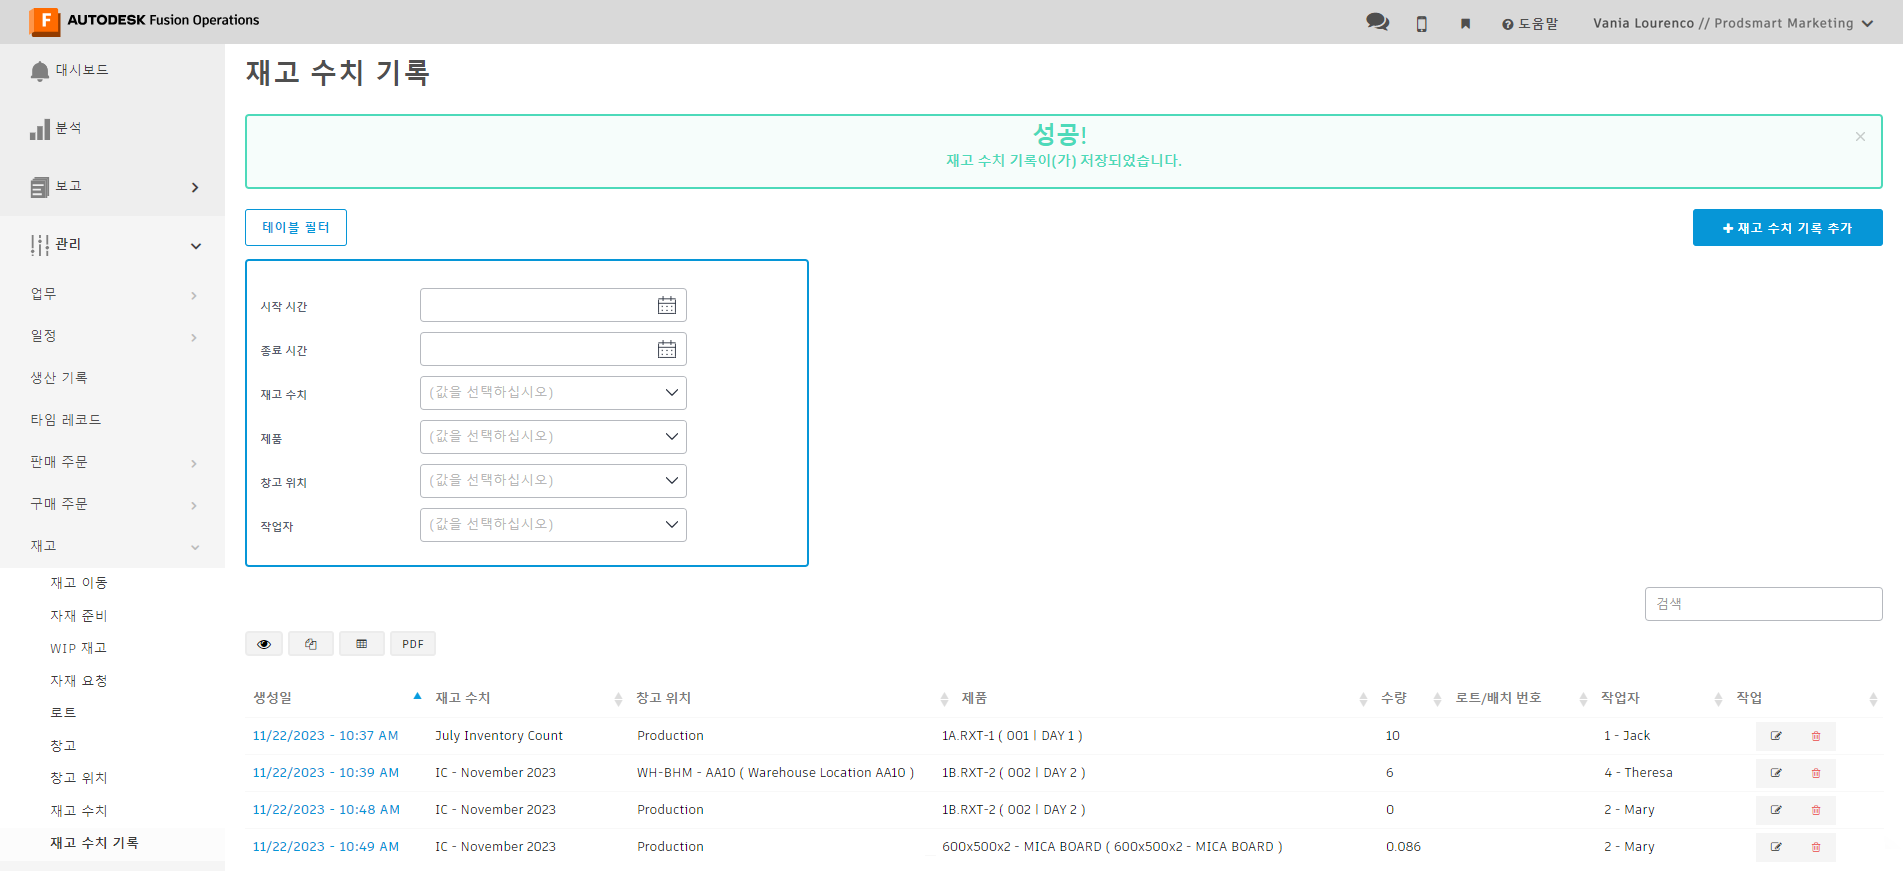 F AUTODESK Fusion Operations
도움말
Vania Lourenco // Prodsmart Marketing
대시보드
분석
보고
관리
업무
일정
생산 기록
타임 레코드
판매 주문
구매 주문
재고
재고 이동
자재 준비
WIP 재고
자재 요청
로트
창고
창고 위치
재고 수치
재고 수치 기록
재고 수치 기록
성공!
×
재고 수치 기록이(가) 저장되었습니다.
테이블 필터
+ 재고 수치 기록 추가
시작 시간
종료 시간
재고 수치 (값을 선택하십시오)
제품 (값을 선택하십시오)
창고 위치 (값을 선택하십시오)
작업자 (값을 선택하십시오)
검색
PDF
생성일 재고 수치 창고 위치 제품 수량 로트/배치 번호 작업자 작업
11/22/2023 - 10:37 AM July Inventory Count Production 1A.RXT-1 ( 001 | DAY 1 ) 10 1 - Jack
11/22/2023 - 10:39 AM IC - November 2023 WH-BHM - AA10 ( Warehouse Location AA10 ) 1B.RXT-2 ( 002 | DAY 2 ) 6 4 - Theresa
11/22/2023 - 10:48 AM IC - November 2023 Production 1B.RXT-2 ( 002 | DAY 2 ) 0 2 - Mary
11/22/2023 - 10:49 AM IC - November 2023 Production 600x500x2 - MICA BOARD ( 600x500x2 - MICA BOARD ) 0.086 2 - Mary